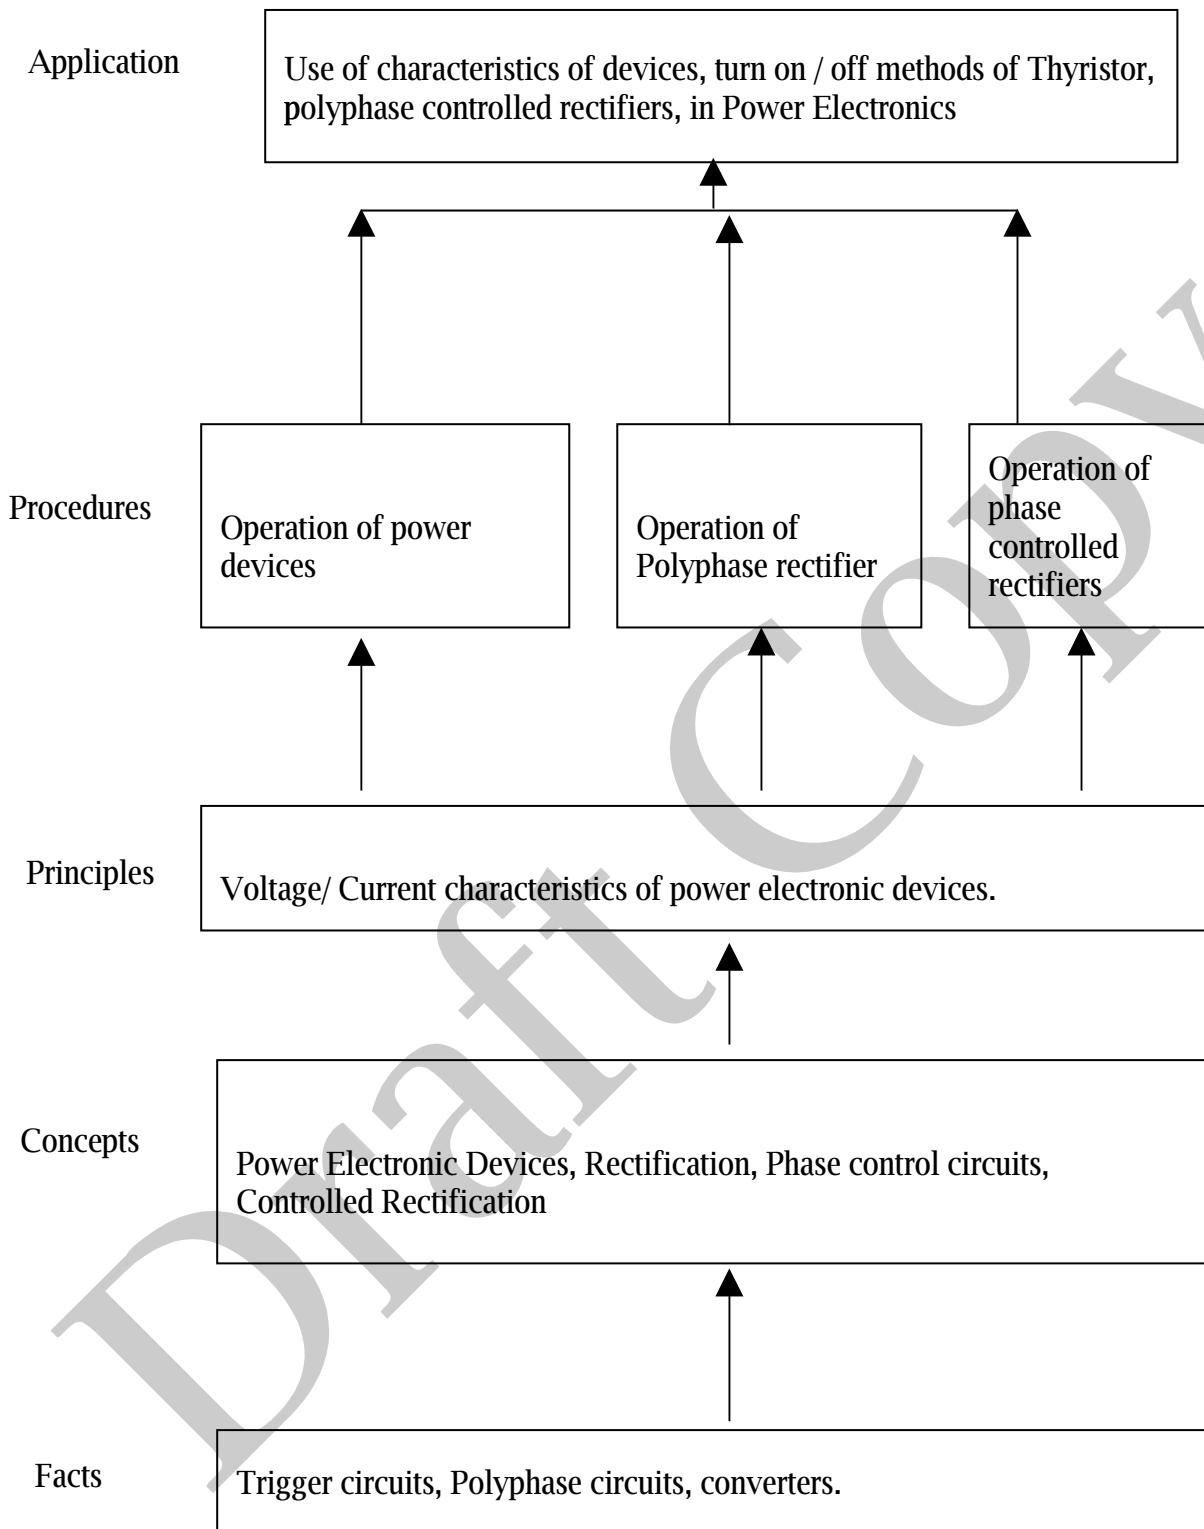 Application
Use of characteristics of devices, turn on / off methods of Thyristor,
polyphase controlled rectifiers, in Power Electronics
Procedures
Operation of power
devices
Operation of
Polyphase rectifier
Operation of
phase
controlled
rectifiers
Principles
Voltage/ Current characteristics of power electronic devices.
Concepts
Power Electronic Devices, Rectification, Phase control circuits,
Controlled Rectification
Facts
Trigger circuits, Polyphase circuits, converters.
Draft Copy